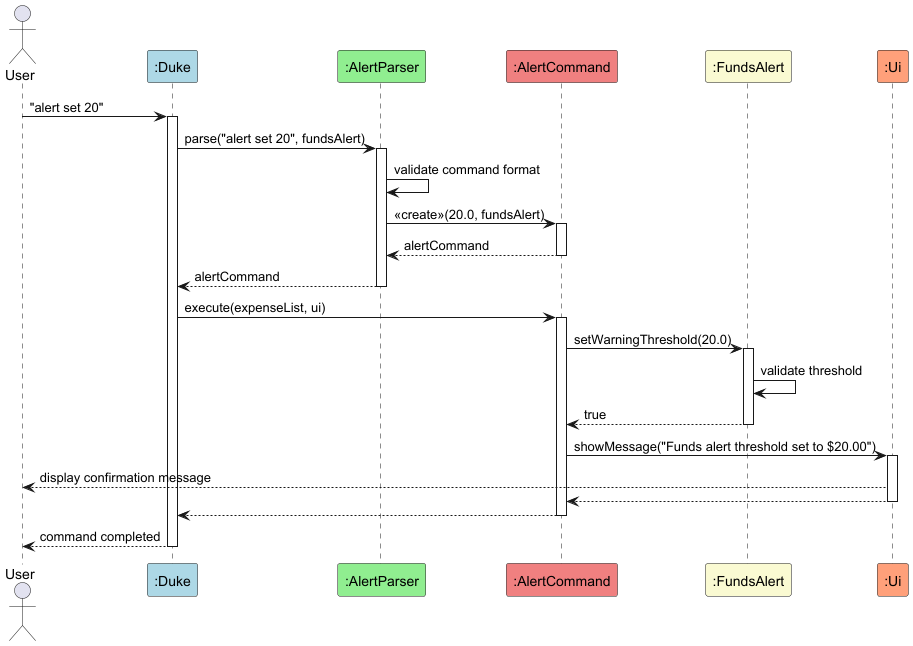 User
:Duke
:AlertParser
:AlertCommand
:FundsAlert
:Ui
"alert set 20"
parse("alert set 20", fundsAlert)
validate command format
«create»(20.0, fundsAlert)
alertCommand
alertCommand
execute(expenseList, ui)
setWarningThreshold(20.0)
validate threshold
true
showMessage("Funds alert threshold set to $20.00")
display confirmation message
command completed
User
:Duke
:AlertParser
:AlertCommand
:FundsAlert
:Ui